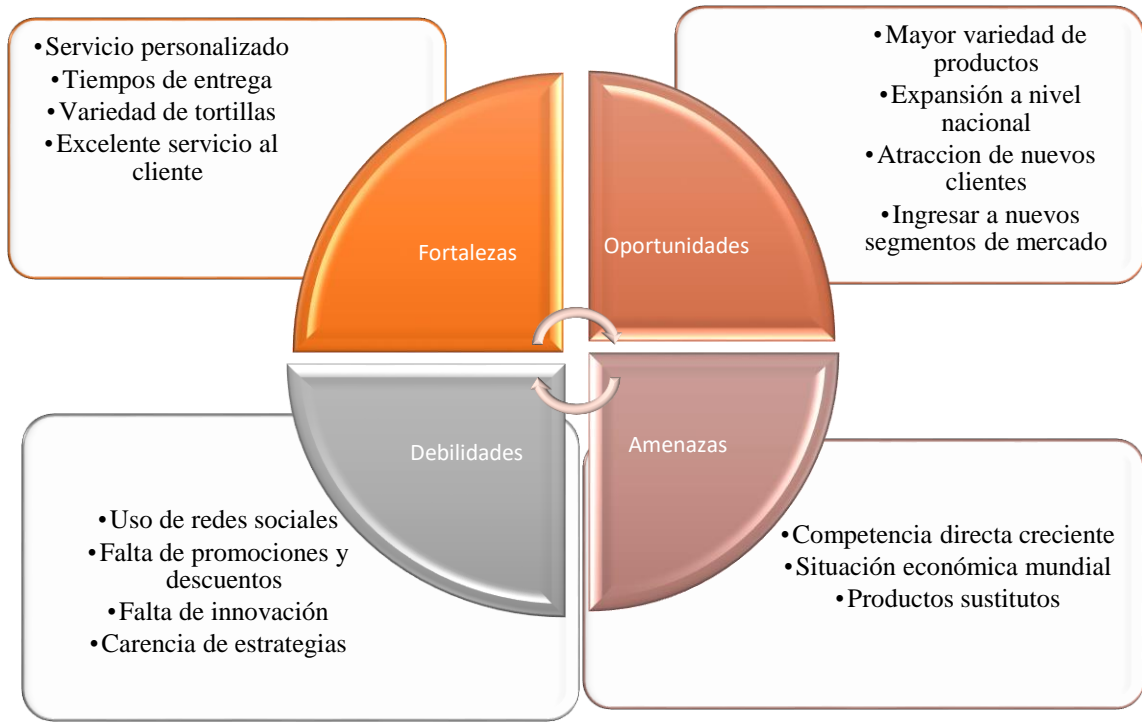 •Servicio personalizado
•Tiempos de entrega
•Variedad de tortillas
•Excelente servicio al
cliente
Fortalezas
•Mayor variedad de
productos
•Expansión a nivel
nacional
•Atraccion de nuevos
clientes
•Ingresar a nuevos
segmentos de mercado
Oportunidades
•Uso de redes sociales
•Falta de promociones y
descuentos
•Falta de innovación
•Carencia de estrategias
Debilidades
•Competencia directa creciente
•Situación económica mundial
•Productos sustitutos
Amenazas